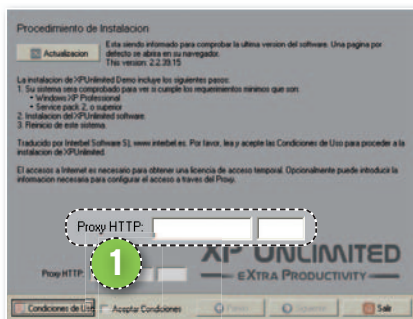 Procedimiento de Instalacion
Actualizacion
Esta siendo informado para comprobar la ultima version del software. Una pagina por
defecto se abrira en su navegador.
This version: 2.2.39.15
La instalacion de XPUnlimited Demo incluye los siguientes pasos:
1. Su sistema sera comprobado para ver si cumple los requerimientos minimos que son:
• Windows XP Professional
• Service pack 2, o superior
2. Instalacion del XPUnlimited software.
3. Reinicio de este sistema.
Traducido por Interbel Software SL www.interbel.es. Por favor, lea y acepte las Condiciones de Uso para proceder a la
instalacion de XPUnlimited.
El accesos a Internet es necesario para obtener una licencia de acceso temporal. Opcionalmente puede introducir la
informacion necesaria para configurar el acceso a traves del Proxy.
Proxy HTTP:
1
XP UNLIMITED
EXTRA PRODUCTIVITY
Proxy HTTP:
Condiciones de Uso
Aceptar Condiciones
Salir